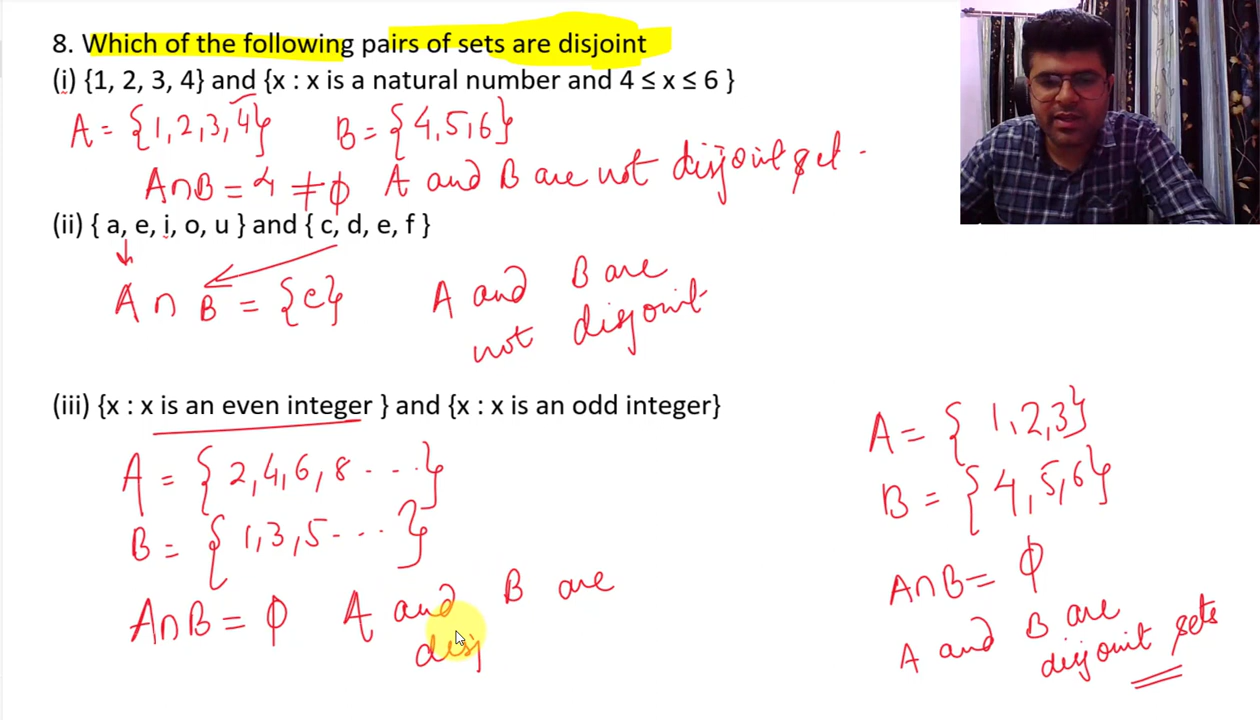 8. Which of the following pairs of sets are disjoint
(i) {1, 2, 3, 4} and {x : x is a natural number and 4 ≤ x ≤ 6 }
A = {1,2,3,4} B = {4,5,6}
A∩B = 4 ≠ φ A and B are not disjoint set.
(ii) { a, e, i, o, u } and { c, d, e, f }
A ∩ B = {e} A and B are
not disjoint
(iii) {x : x is an even integer } and {x : x is an odd integer}
A = {2,4,6,8 ...}
B = {1,3,5 ...}
A∩B = φ A and B are
disj
A = {1,2,3}
B = {4,5,6}
A∩B = φ
A and B are
disjoint sets